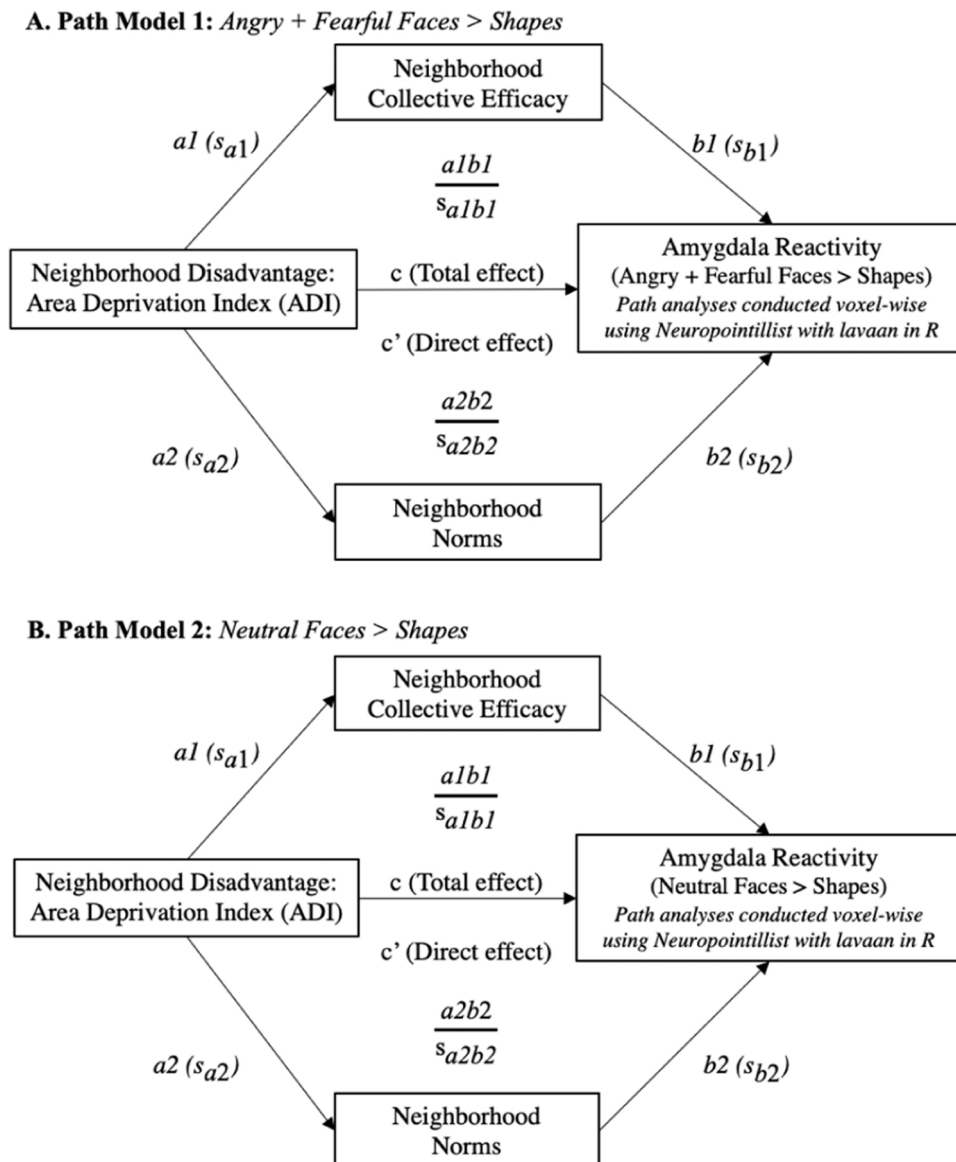 A. Path Model 1: Angry + Fearful Faces > Shapes
Neighborhood
Collective Efficacy
a1 (sa1)
b1 (sb1)
a1b1
sa1b1
Neighborhood Disadvantage:
Area Deprivation Index (ADI)
c (Total effect)
c’ (Direct effect)
Amygdala Reactivity
(Angry + Fearful Faces > Shapes)
Path analyses conducted voxel-wise
using Neuropointillist with lavaan in R
a2b2
sa2b2
a2 (sa2)
b2 (sb2)
Neighborhood
Norms
B. Path Model 2: Neutral Faces > Shapes
Neighborhood
Collective Efficacy
a1 (sa1)
b1 (sb1)
a1b1
sa1b1
Neighborhood Disadvantage:
Area Deprivation Index (ADI)
c (Total effect)
c’ (Direct effect)
Amygdala Reactivity
(Neutral Faces > Shapes)
Path analyses conducted voxel-wise
using Neuropointillist with lavaan in R
a2b2
sa2b2
a2 (sa2)
b2 (sb2)
Neighborhood
Norms